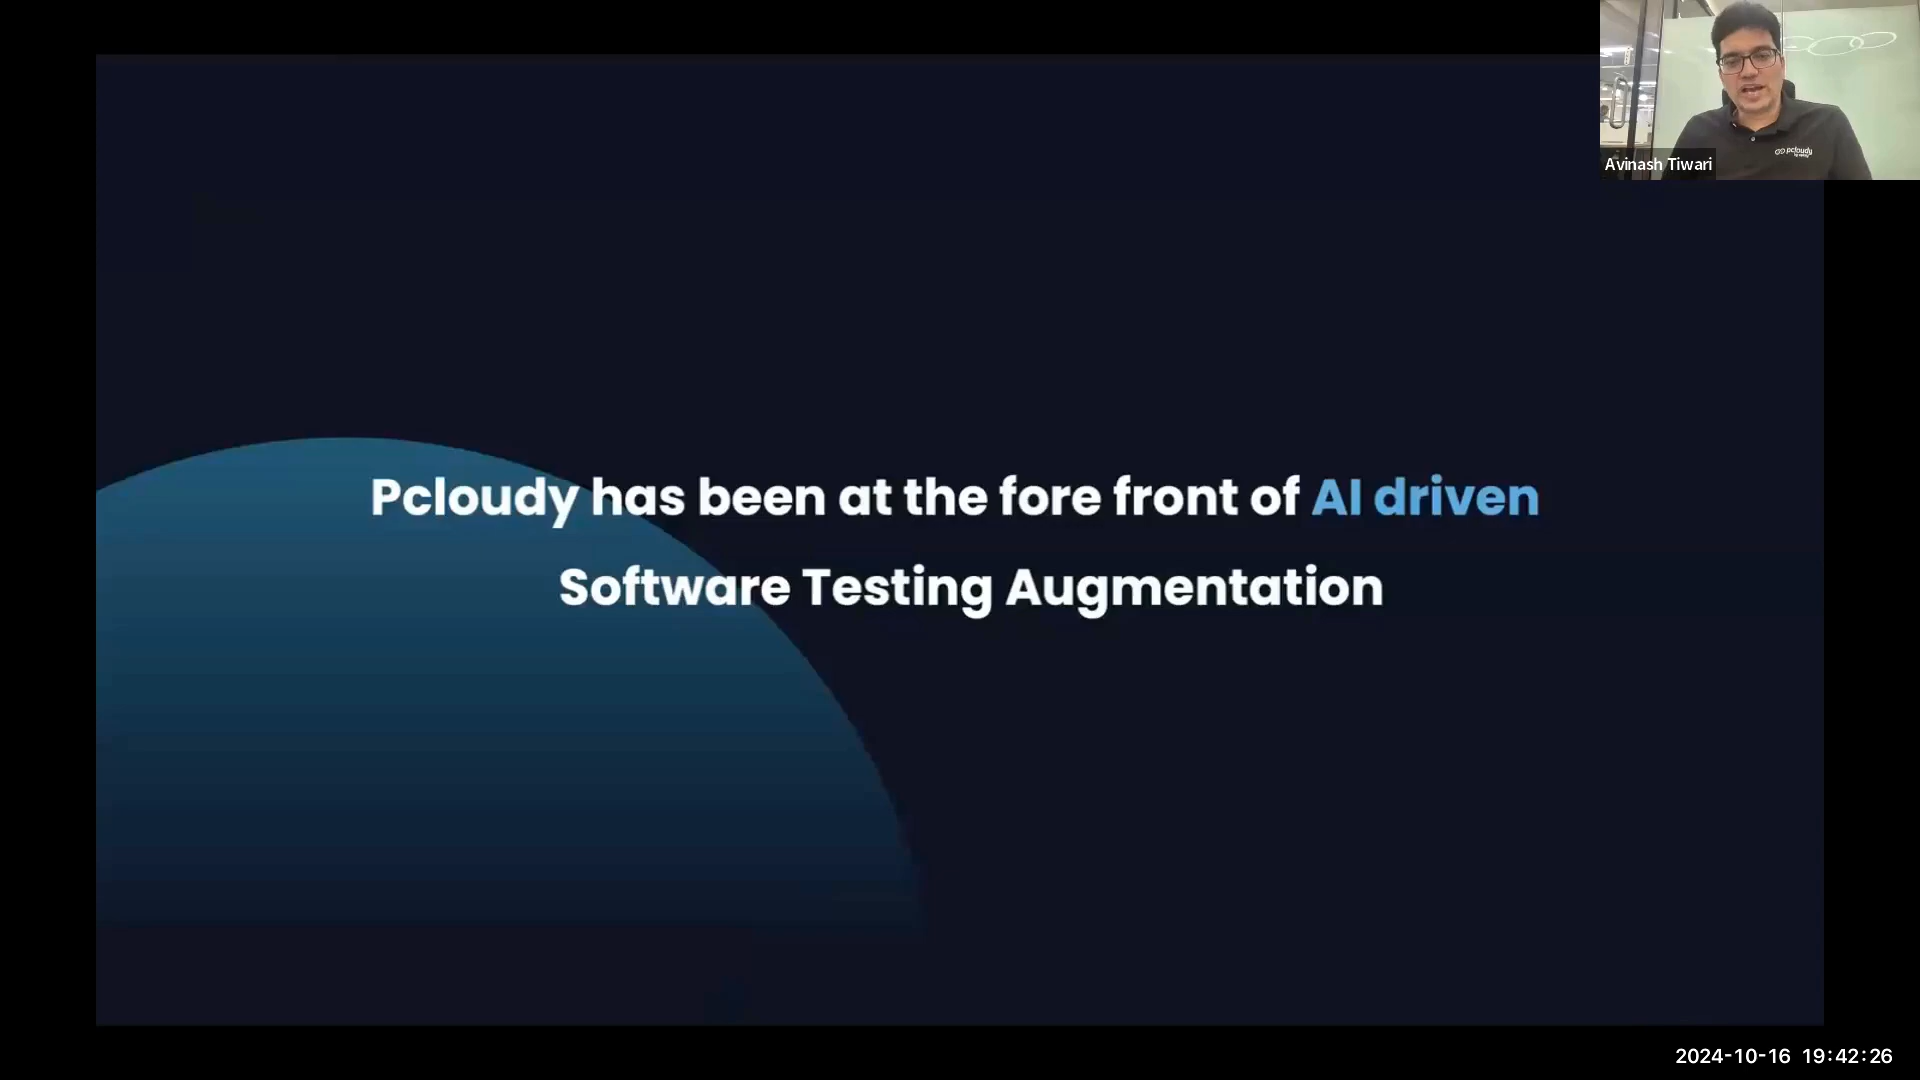 Avinash Tiwari
pcloudy
Pcloudy has been at the fore front of AI driven
Software Testing Augmentation
2024-10-16 19:42:26